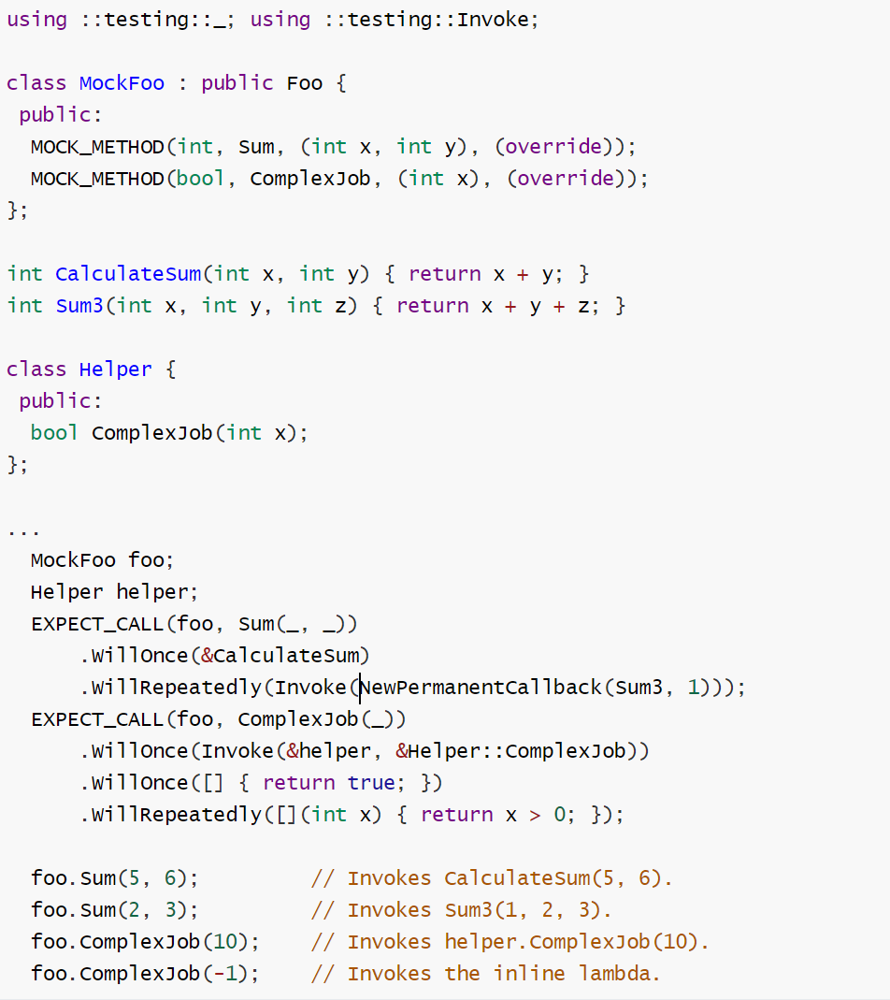 using ::testing::_; using ::testing::Invoke;

class MockFoo : public Foo {
 public:
  MOCK_METHOD(int, Sum, (int x, int y), (override));
  MOCK_METHOD(bool, ComplexJob, (int x), (override));
};

int CalculateSum(int x, int y) { return x + y; }
int Sum3(int x, int y, int z) { return x + y + z; }

class Helper {
 public:
  bool ComplexJob(int x);
};

...
  MockFoo foo;
  Helper helper;
  EXPECT_CALL(foo, Sum(_, _))
      .WillOnce(&CalculateSum)
      .WillRepeatedly(Invoke(NewPermanentCallback(Sum3, 1)));
  EXPECT_CALL(foo, ComplexJob(_))
      .WillOnce(Invoke(&helper, &Helper::ComplexJob))
      .WillOnce([] { return true; })
      .WillRepeatedly([](int x) { return x > 0; });

  foo.Sum(5, 6);         // Invokes CalculateSum(5, 6).
  foo.Sum(2, 3);         // Invokes Sum3(1, 2, 3).
  foo.ComplexJob(10);    // Invokes helper.ComplexJob(10).
  foo.ComplexJob(-1);    // Invokes the inline lambda.